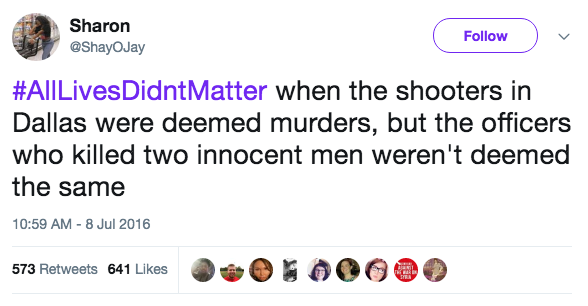 Sharon
@ShayOJay
Follow
#AllLivesDidntMatter when the shooters in
Dallas were deemed murders, but the officers
who killed two innocent men weren't deemed
the same
10:59 AM - 8 Jul 2016
573 Retweets 641 Likes